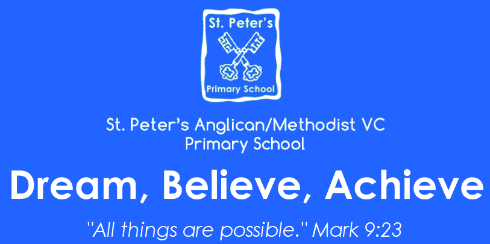 St. Peter's
Primary School
St. Peter's Anglican/Methodist VC
Primary School
Dream, Believe, Achieve
"All things are possible." Mark 9:23